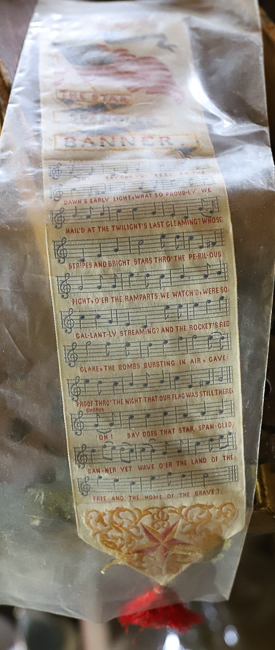 THE STAR
BANNER
DAWN'S EARLY LIGHT, WHAT SO PROUD-LY, WE
HAIL'D AT THE TWILIGHT'S LAST GLEAMING? WHOSE
STRIPES AND BRIGHT STARS THRO' THE PE-RIL-OUS
FIGHT, O'ER THE RAMPARTS WE WATCH'D, WERE SO
GAL-LANT-LY STREAMING? AND THE ROCKET'S RED
GLARE, THE BOMBS BURSTING IN AIR, GAVE
PROOF THRO' THE NIGHT THAT OUR FLAG WAS STILL THERE!
CHORUS
OH! SAY DOES THAT STAR SPAN-GLED
BAN-NER YET WAVE O'ER THE LAND OF THE
FREE AND THE HOME OF THE BRAVE?